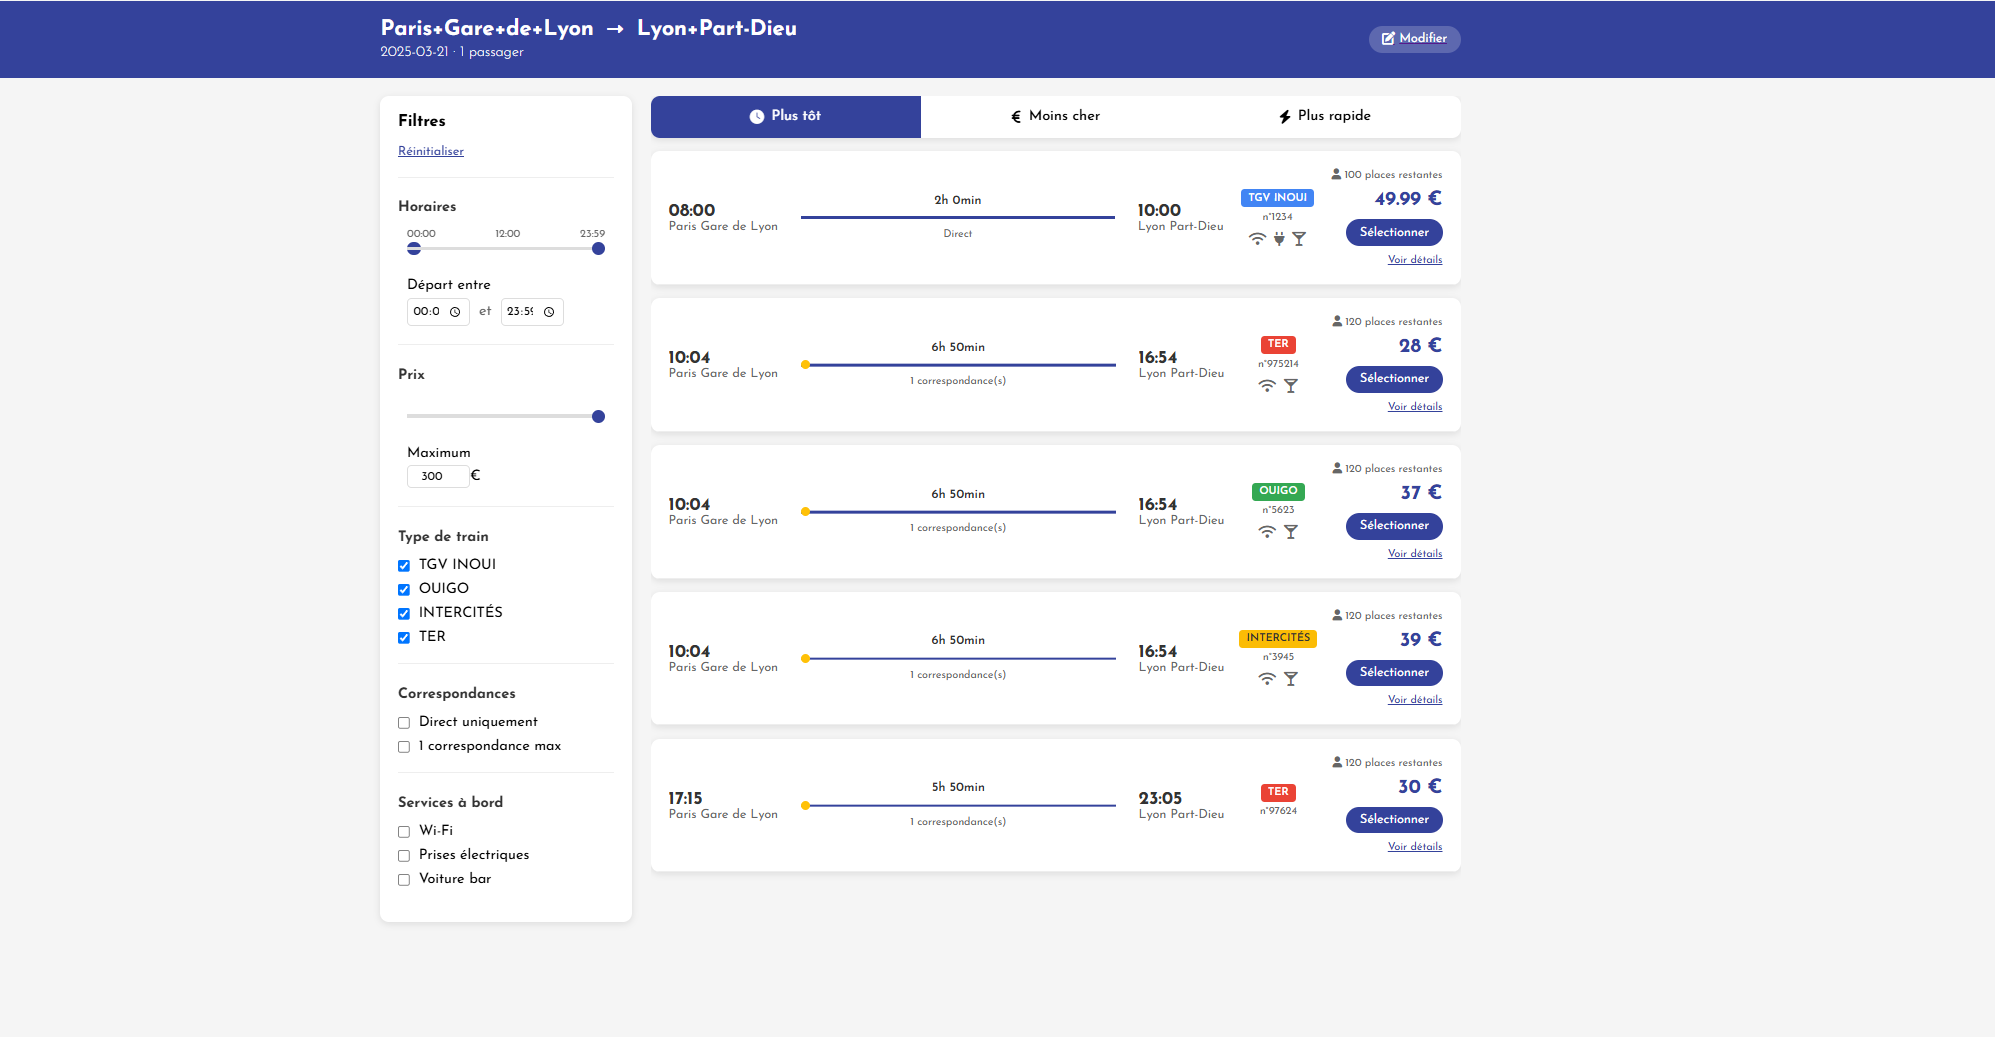 Paris+Gare+de+Lyon → Lyon+Part-Dieu
2025-03-21 · 1 passager
Modifier
Filtres
Réinitialiser
Horaires
00:00 12:00 23:59
Départ entre
00:0 et 23:59
Prix
Maximum
300 €
Type de train
TGV INOUI
OUIGO
INTERCITÉS
TER
Correspondances
Direct uniquement
1 correspondance max
Services à bord
Wi-Fi
Prises électriques
Voiture bar
Plus tôt
€ Moins cher
Plus rapide
08:00
Paris Gare de Lyon
2h 0min
Direct
10:00
Lyon Part-Dieu
TGV INOUI
n°1234
100 places restantes
49.99 €
Sélectionner
Voir détails
10:04
Paris Gare de Lyon
6h 50min
1 correspondance(s)
16:54
Lyon Part-Dieu
TER
n°975214
120 places restantes
28 €
Sélectionner
Voir détails
10:04
Paris Gare de Lyon
6h 50min
1 correspondance(s)
16:54
Lyon Part-Dieu
OUIGO
n°5623
120 places restantes
37 €
Sélectionner
Voir détails
10:04
Paris Gare de Lyon
6h 50min
1 correspondance(s)
16:54
Lyon Part-Dieu
INTERCITÉS
n°3945
120 places restantes
39 €
Sélectionner
Voir détails
17:15
Paris Gare de Lyon
5h 50min
1 correspondance(s)
23:05
Lyon Part-Dieu
TER
n°97624
120 places restantes
30 €
Sélectionner
Voir détails